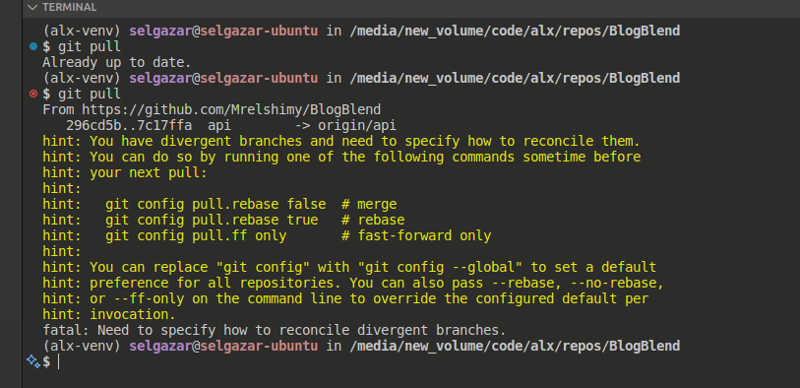 TERMINAL
(alx-venv) selgazar@selgazar-ubuntu in /media/new_volume/code/alx/repos/BlogBlend
$ git pull
Already up to date.
(alx-venv) selgazar@selgazar-ubuntu in /media/new_volume/code/alx/repos/BlogBlend
$ git pull
From https://github.com/Mrelshimy/BlogBlend
   296cd5b..7c17ffa  api        -> origin/api
hint: You have divergent branches and need to specify how to reconcile them.
hint: You can do so by running one of the following commands sometime before
hint: your next pull:
hint:
hint:   git config pull.rebase false  # merge
hint:   git config pull.rebase true   # rebase
hint:   git config pull.ff only       # fast-forward only
hint:
hint: You can replace "git config" with "git config --global" to set a default
hint: preference for all repositories. You can also pass --rebase, --no-rebase,
hint: or --ff-only on the command line to override the configured default per
hint: invocation.
fatal: Need to specify how to reconcile divergent branches.
(alx-venv) selgazar@selgazar-ubuntu in /media/new_volume/code/alx/repos/BlogBlend
$